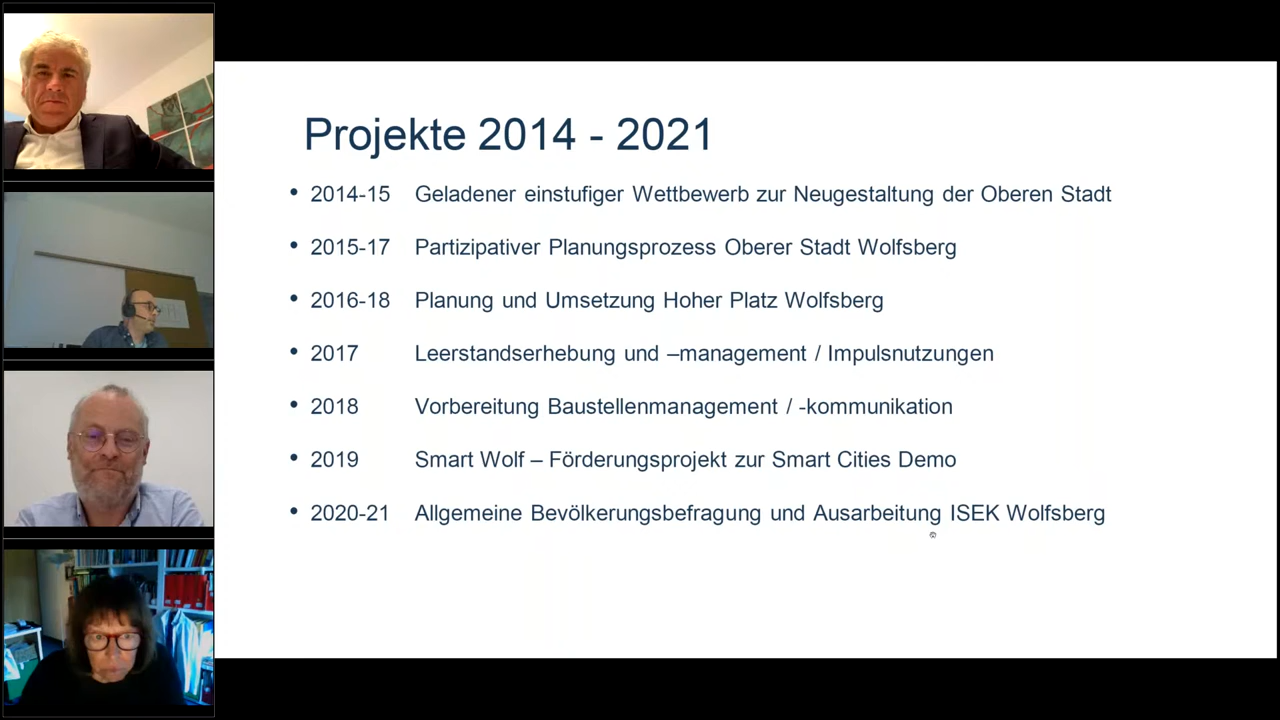 Projekte 2014 - 2021
• 2014-15 Geladener einstufiger Wettbewerb zur Neugestaltung der Oberen Stadt
• 2015-17 Partizipativer Planungsprozess Oberer Stadt Wolfsberg
• 2016-18 Planung und Umsetzung Hoher Platz Wolfsberg
• 2017 Leerstandserhebung und –management / Impulsnutzungen
• 2018 Vorbereitung Baustellenmanagement / -kommunikation
• 2019 Smart Wolf – Förderungsprojekt zur Smart Cities Demo
• 2020-21 Allgemeine Bevölkerungsbefragung und Ausarbeitung ISEK Wolfsberg